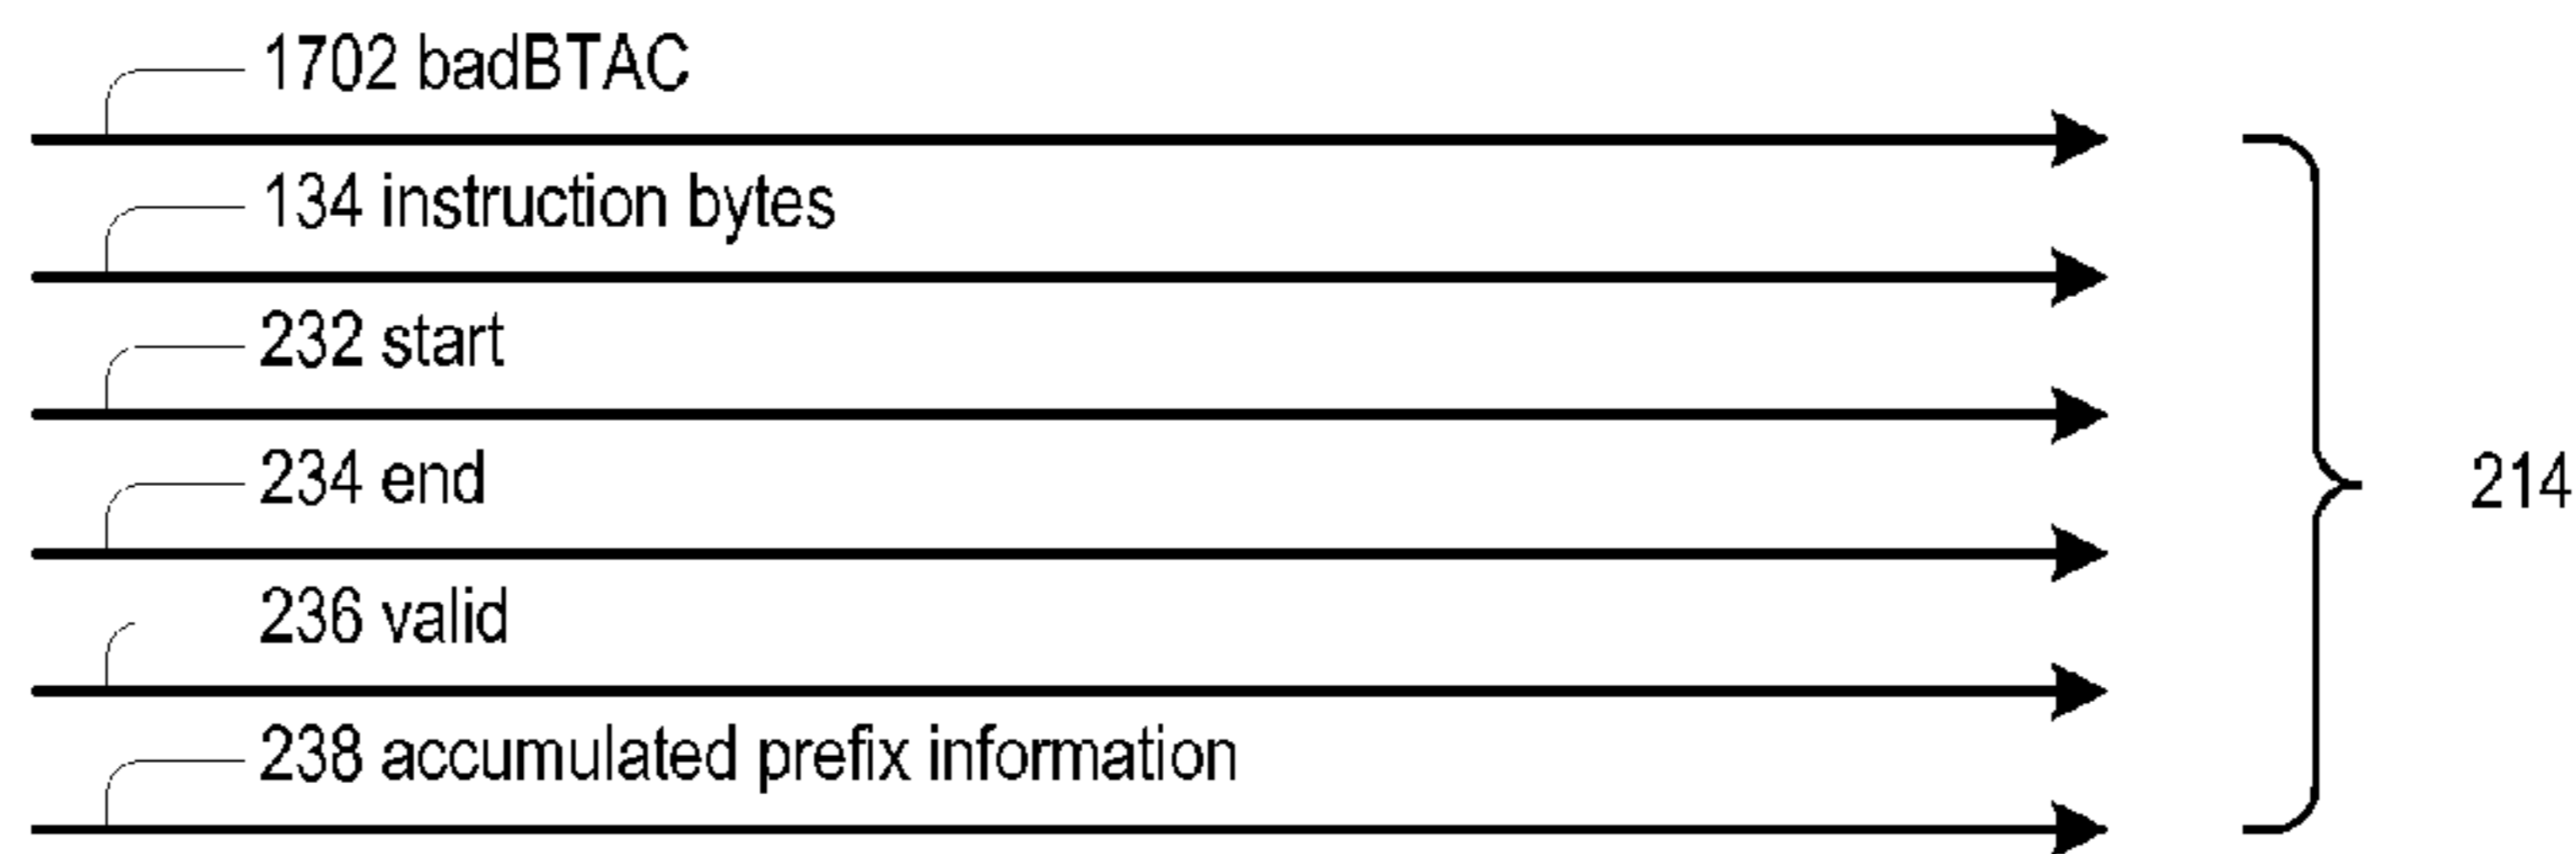 1702 badBTAC
134 instruction bytes
232 start
234 end
214
236 valid
238 accumulated prefix information